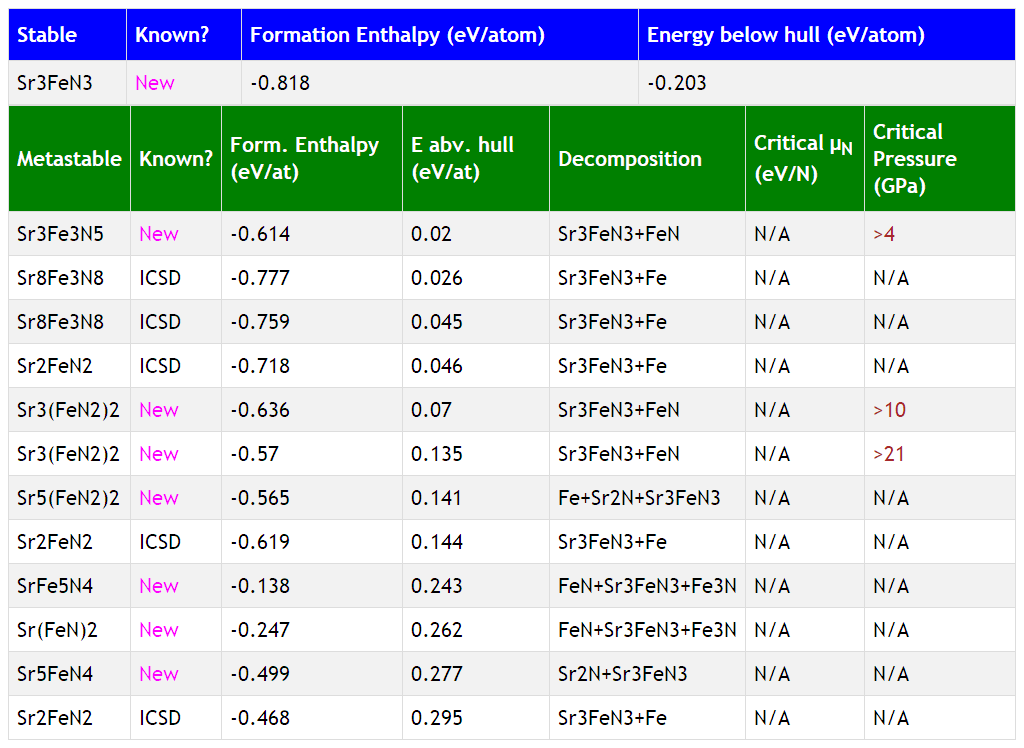 Stable Known? Formation Enthalpy (eV/atom) Energy below hull (eV/atom)
Sr3FeN3 New -0.818 -0.203
Metastable Known? Form. Enthalpy (eV/at) E abv. hull (eV/at) Decomposition Critical μN (eV/N) Critical Pressure (GPa)
Sr3Fe3N5 New -0.614 0.02 Sr3FeN3+FeN N/A >4
Sr8Fe3N8 ICSD -0.777 0.026 Sr3FeN3+Fe N/A N/A
Sr8Fe3N8 ICSD -0.759 0.045 Sr3FeN3+Fe N/A N/A
Sr2FeN2 ICSD -0.718 0.046 Sr3FeN3+Fe N/A N/A
Sr3(FeN2)2 New -0.636 0.07 Sr3FeN3+FeN N/A >10
Sr3(FeN2)2 New -0.57 0.135 Sr3FeN3+FeN N/A >21
Sr5(FeN2)2 New -0.565 0.141 Fe+Sr2N+Sr3FeN3 N/A N/A
Sr2FeN2 ICSD -0.619 0.144 Sr3FeN3+Fe N/A N/A
SrFe5N4 New -0.138 0.243 FeN+Sr3FeN3+Fe3N N/A N/A
Sr(FeN)2 New -0.247 0.262 FeN+Sr3FeN3+Fe3N N/A N/A
Sr5FeN4 New -0.499 0.277 Sr2N+Sr3FeN3 N/A N/A
Sr2FeN2 ICSD -0.468 0.295 Sr3FeN3+Fe N/A N/A